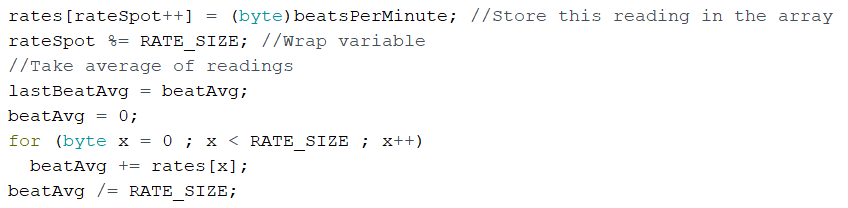 rates[rateSpot++] = (byte)beatsPerMinute; //Store this reading in the array
rateSpot %= RATE_SIZE; //Wrap variable
//Take average of readings
lastBeatAvg = beatAvg;
beatAvg = 0;
for (byte x = 0 ; x < RATE_SIZE ; x++)
  beatAvg += rates[x];
beatAvg /= RATE_SIZE;